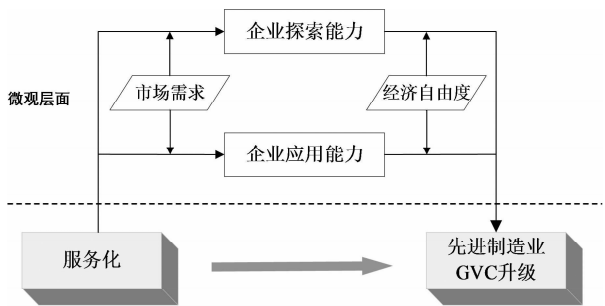 企业探索能力
市场需求
经济自由度
微观层面
企业应用能力
服务化
先进制造业
GVC升级